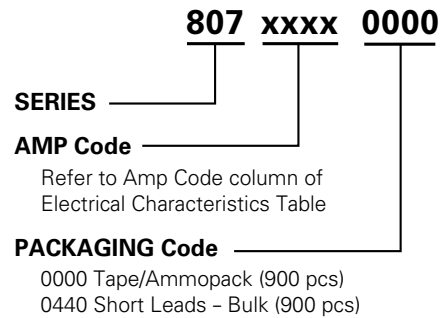 807 xxxx 0000
SERIES
AMP Code
Refer to Amp Code column of
Electrical Characteristics Table
PACKAGING Code
0000 Tape/Ammopack (900 pcs)
0440 Short Leads – Bulk (900 pcs)